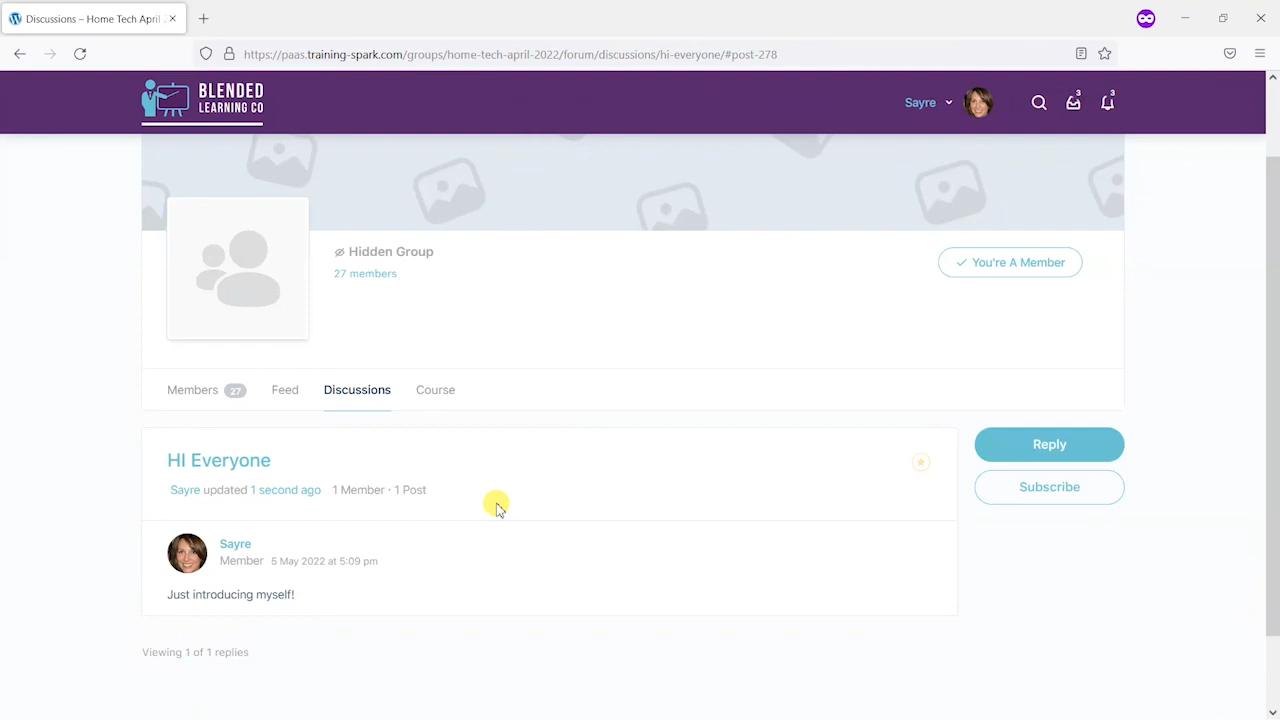 Discussions – Home Tech April
https://paas.training-spark.com/groups/home-tech-april-2022/forum/discussions/hi-everyone/#post-278
BLENDED
LEARNING CO
Sayre
3
3
Hidden Group
27 members
You're A Member
Members 27 Feed Discussions Course
HI Everyone
Sayre updated 1 second ago 1 Member · 1 Post
Reply
Subscribe
Sayre
Member 5 May 2022 at 5:09 pm
Just introducing myself!
Viewing 1 of 1 replies